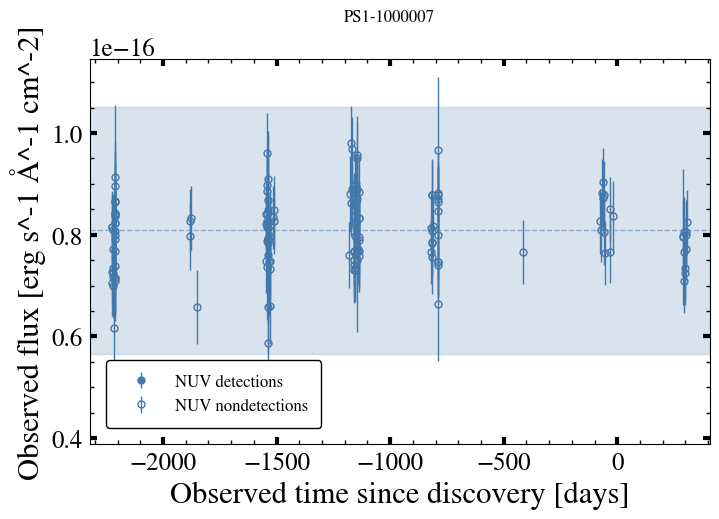 PS1-1000007
1e−16
Observed flux [erg s^-1 Å^-1 cm^-2]
1.0
0.8
0.6
0.4
NUV detections
NUV nondetections
−2000 −1500 −1000 −500 0
Observed time since discovery [days]